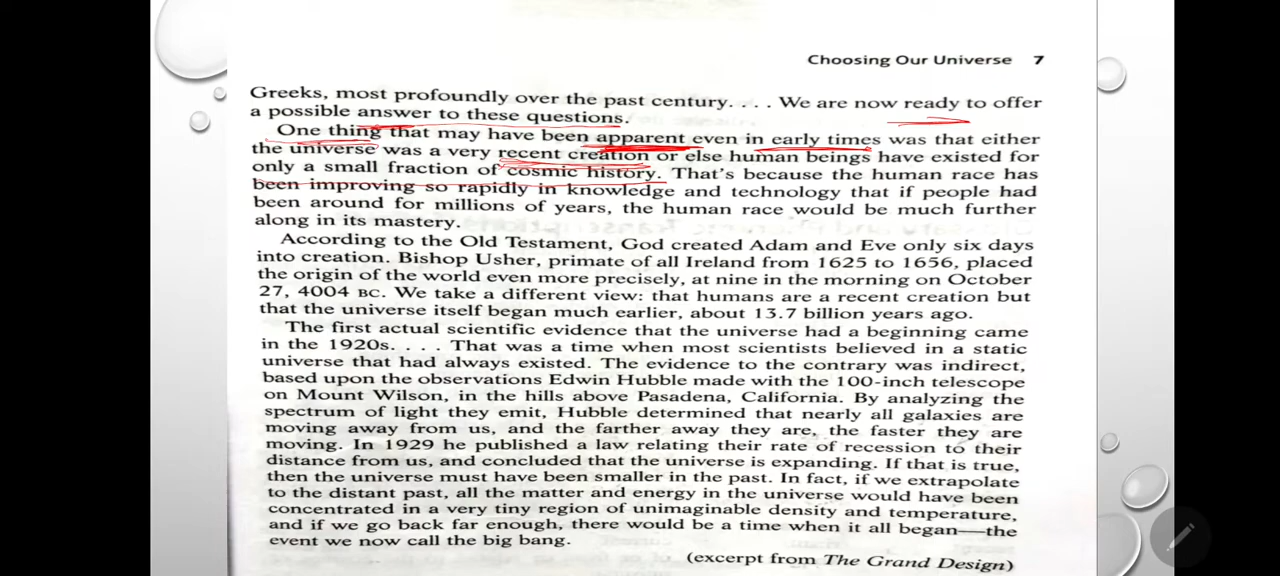 Choosing Our Universe 7
Greeks, most profoundly over the past century. . . . We are now ready to offer
a possible answer to these questions.
One thing that may have been apparent even in early times was that either
the universe was a very recent creation or else human beings have existed for
only a small fraction of cosmic history. That's because the human race has
been improving so rapidly in knowledge and technology that if people had
been around for millions of years, the human race would be much further
along in its mastery.
According to the Old Testament, God created Adam and Eve only six days
into creation. Bishop Usher, primate of all Ireland from 1625 to 1656, placed
the origin of the world even more precisely, at nine in the morning on October
27, 4004 BC. We take a different view: that humans are a recent creation but
that the universe itself began much earlier, about 13.7 billion years ago.
The first actual scientific evidence that the universe had a beginning came
in the 1920s. . . . That was a time when most scientists believed in a static
universe that had always existed. The evidence to the contrary was indirect,
based upon the observations Edwin Hubble made with the 100-inch telescope
on Mount Wilson, in the hills above Pasadena, California. By analyzing the
spectrum of light they emit, Hubble determined that nearly all galaxies are
moving away from us, and the farther away they are, the faster they are
moving. In 1929 he published a law relating their rate of recession to their
distance from us, and concluded that the universe is expanding. If that is true,
then the universe must have been smaller in the past. In fact, if we extrapolate
to the distant past, all the matter and energy in the universe would have been
concentrated in a very tiny region of unimaginable density and temperature,
and if we go back far enough, there would be a time when it all began—the
event we now call the big bang.
(excerpt from The Grand Design)